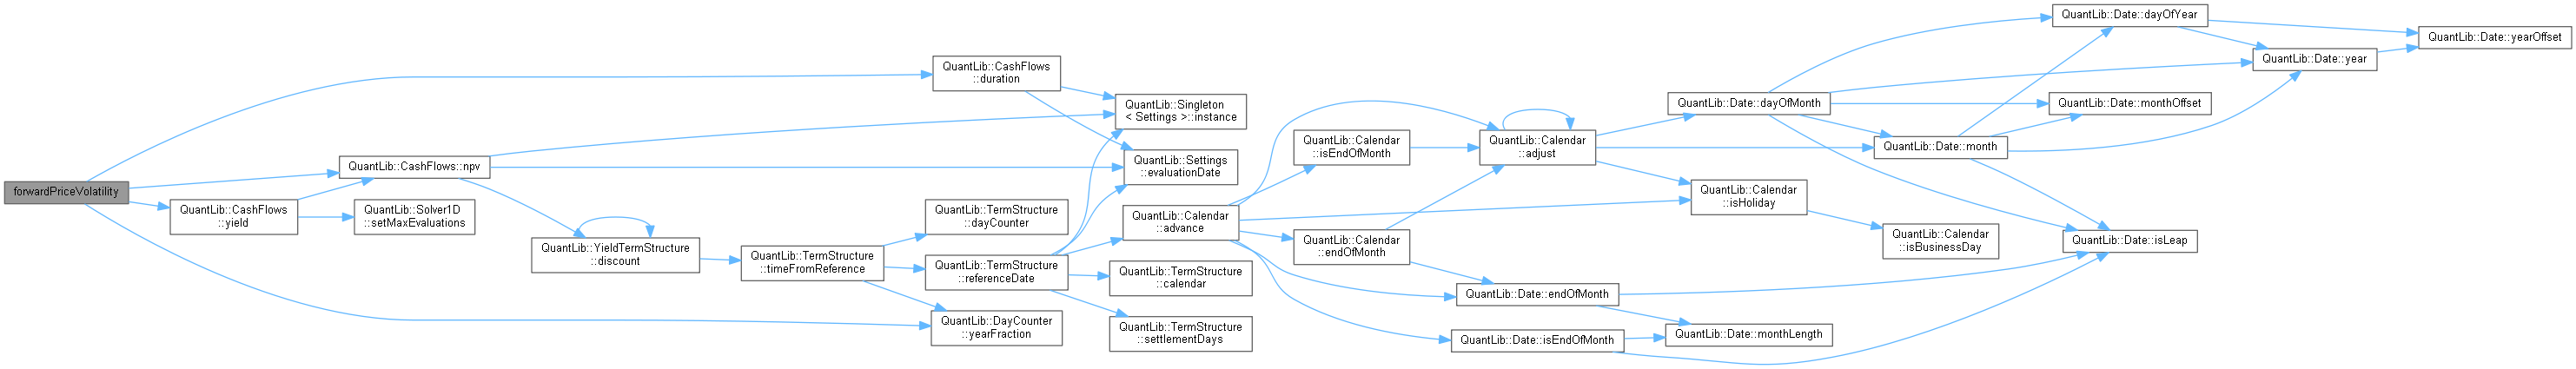 forwardPriceVolatility
QuantLib::CashFlows
::duration
QuantLib::CashFlows::npv
QuantLib::CashFlows
::yield
QuantLib::Solver1D
::setMaxEvaluations
QuantLib::YieldTermStructure
::discount
QuantLib::TermStructure
::timeFromReference
QuantLib::TermStructure
::dayCounter
QuantLib::TermStructure
::referenceDate
QuantLib::DayCounter
::yearFraction
QuantLib::Singleton
< Settings >::instance
QuantLib::Settings
::evaluationDate
QuantLib::Calendar
::advance
QuantLib::TermStructure
::calendar
QuantLib::TermStructure
::settlementDays
QuantLib::Calendar
::isEndOfMonth
QuantLib::Calendar
::endOfMonth
QuantLib::Calendar
::adjust
QuantLib::Date::endOfMonth
QuantLib::Date::isEndOfMonth
QuantLib::Date::dayOfMonth
QuantLib::Calendar
::isHoliday
QuantLib::Date::monthLength
QuantLib::Date::month
QuantLib::Calendar
::isBusinessDay
QuantLib::Date::dayOfYear
QuantLib::Date::monthOffset
QuantLib::Date::isLeap
QuantLib::Date::year
QuantLib::Date::yearOffset